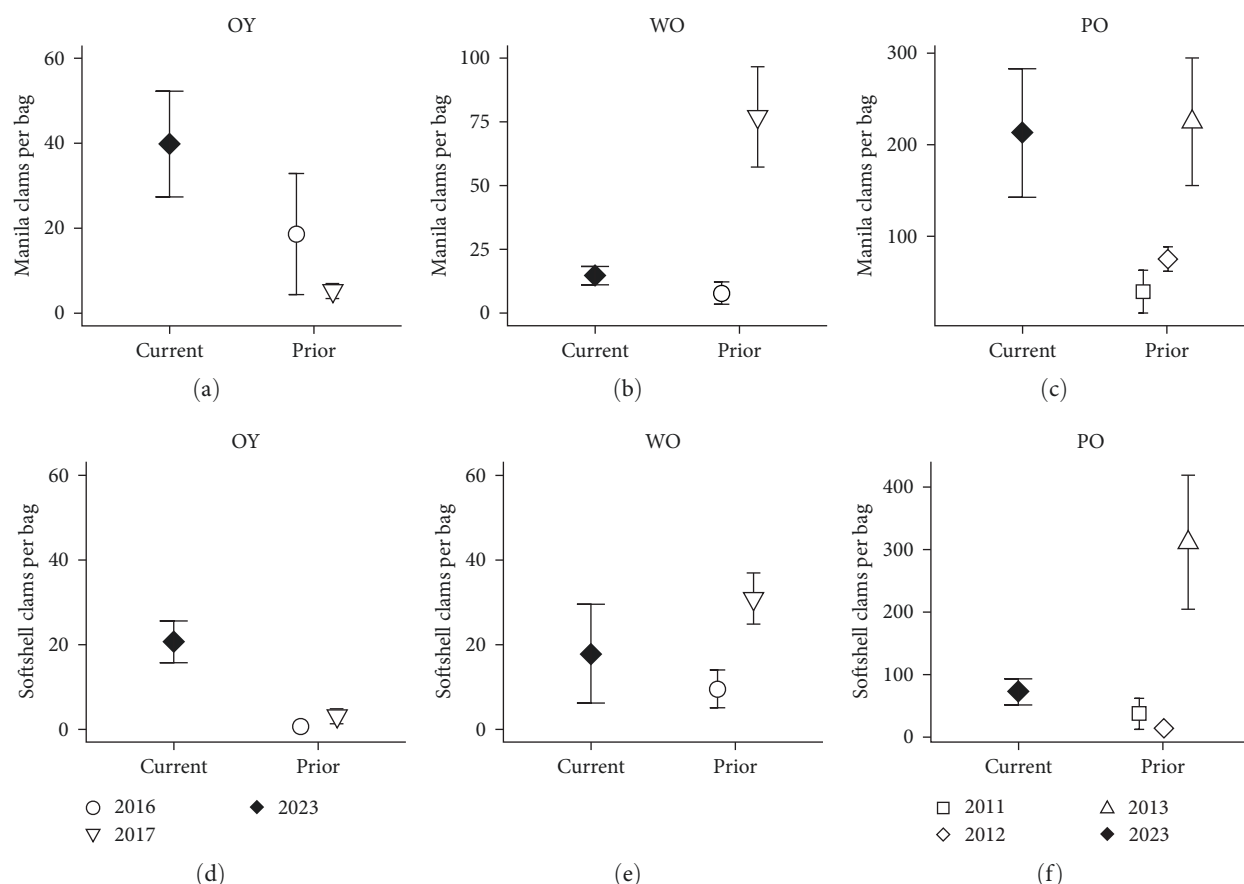 OY
WO
PO
Manila clams per bag
60
40
20
0
Current
Prior
(a)
Manila clams per bag
100
75
50
25
0
Current
Prior
(b)
Manila clams per bag
300
200
100
Current
Prior
(c)
OY
WO
PO
Softshell clams per bag
60
40
20
0
Current
Prior
2016
2023
2017
(d)
Softshell clams per bag
60
40
20
0
Current
Prior
(e)
Softshell clams per bag
400
300
200
100
0
Current
Prior
2011
2013
2012
2023
(f)